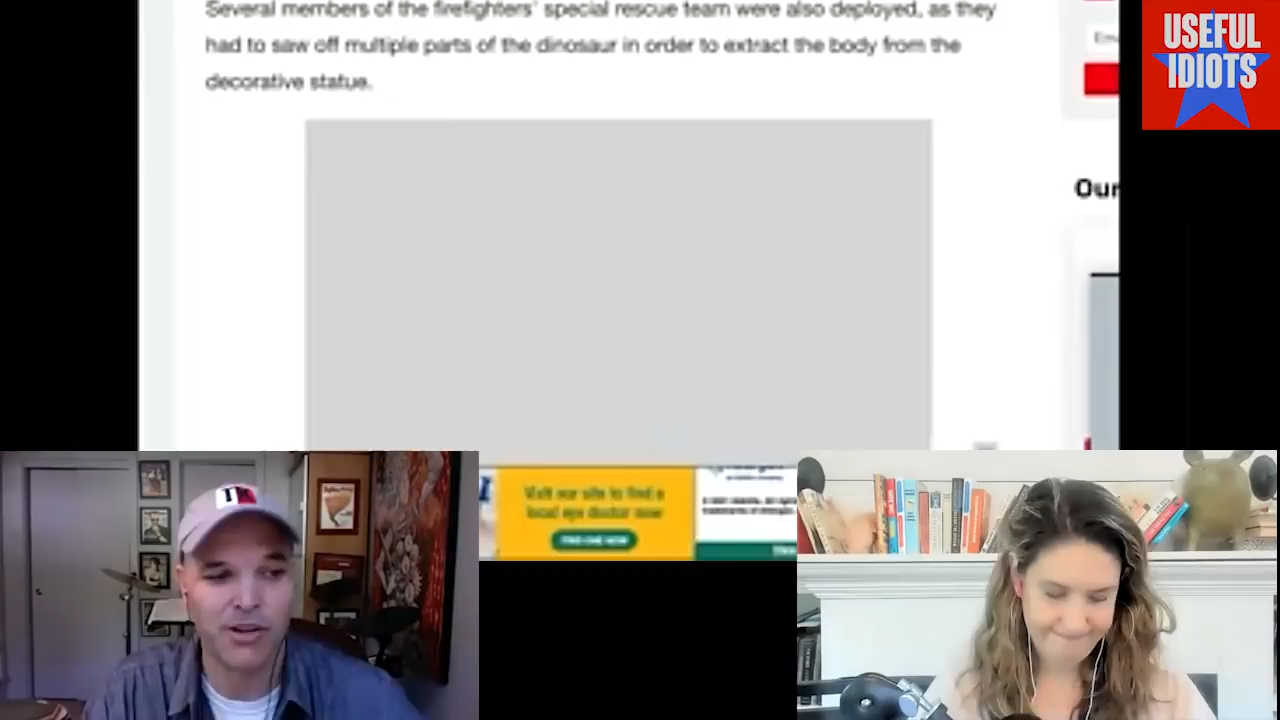 Several members of the firefighters' special rescue team were also deployed, as they
had to saw off multiple parts of the dinosaur in order to extract the body from the
decorative statue.
USEFUL
IDIOTS
Our
Visit our site to find a
local eye doctor now
FIND ONE NOW